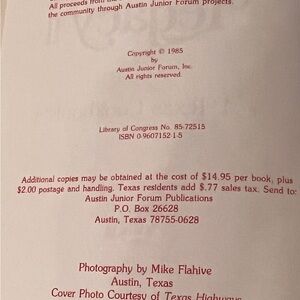 All proceeds from the
the community through Austin Junior Forum projects.
Copyright © 1985
by
Austin Junior Forum, Inc.
All rights reserved.
Library of Congress No. 85-72515
ISBN 0-9607152-1-5
Additional copies may be obtained at the cost of $14.95 per book, plus
$2.00 postage and handling. Texas residents add $.77 sales tax. Send to:
Austin Junior Forum Publications
P.O. Box 26628
Austin, Texas 78755-0628
Photography by Mike Flahive
Austin, Texas
Cover Photo Courtesy of Texas Highways